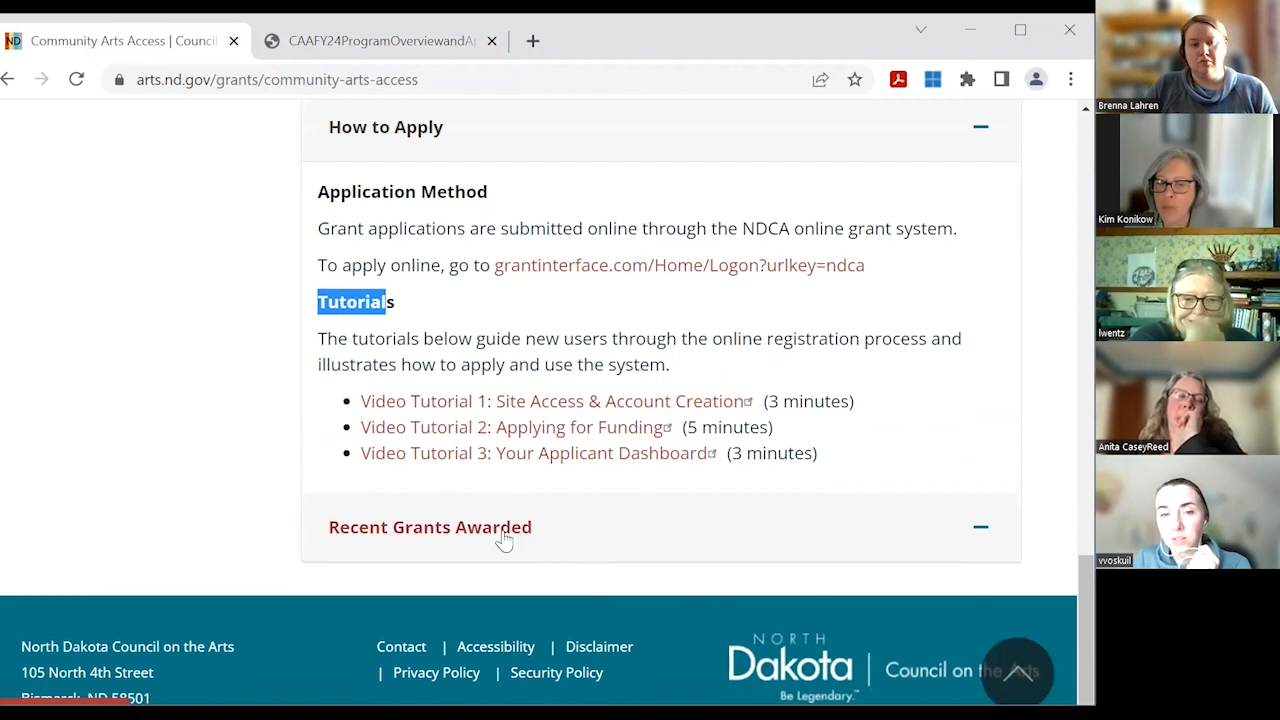 Community Arts Access | Council
CAAFY24ProgramOverviewandA
arts.nd.gov/grants/community-arts-access
How to Apply
Application Method
Grant applications are submitted online through the NDCA online grant system.
To apply online, go to grantinterface.com/Home/Logon?urlkey=ndca
Tutorials
The tutorials below guide new users through the online registration process and
illustrates how to apply and use the system.
Video Tutorial 1: Site Access & Account Creation (3 minutes)
Video Tutorial 2: Applying for Funding (5 minutes)
Video Tutorial 3: Your Applicant Dashboard (3 minutes)
Recent Grants Awarded
North Dakota Council on the Arts
105 North 4th Street
Bismarck, ND 58501
Contact | Accessibility | Disclaimer
| Privacy Policy | Security Policy
NORTH
Dakota | Council on the Arts
Be Legendary.™
ND
Brenna Lahren
Kim Konikow
lwentz
Anita CaseyReed
vvoskuil